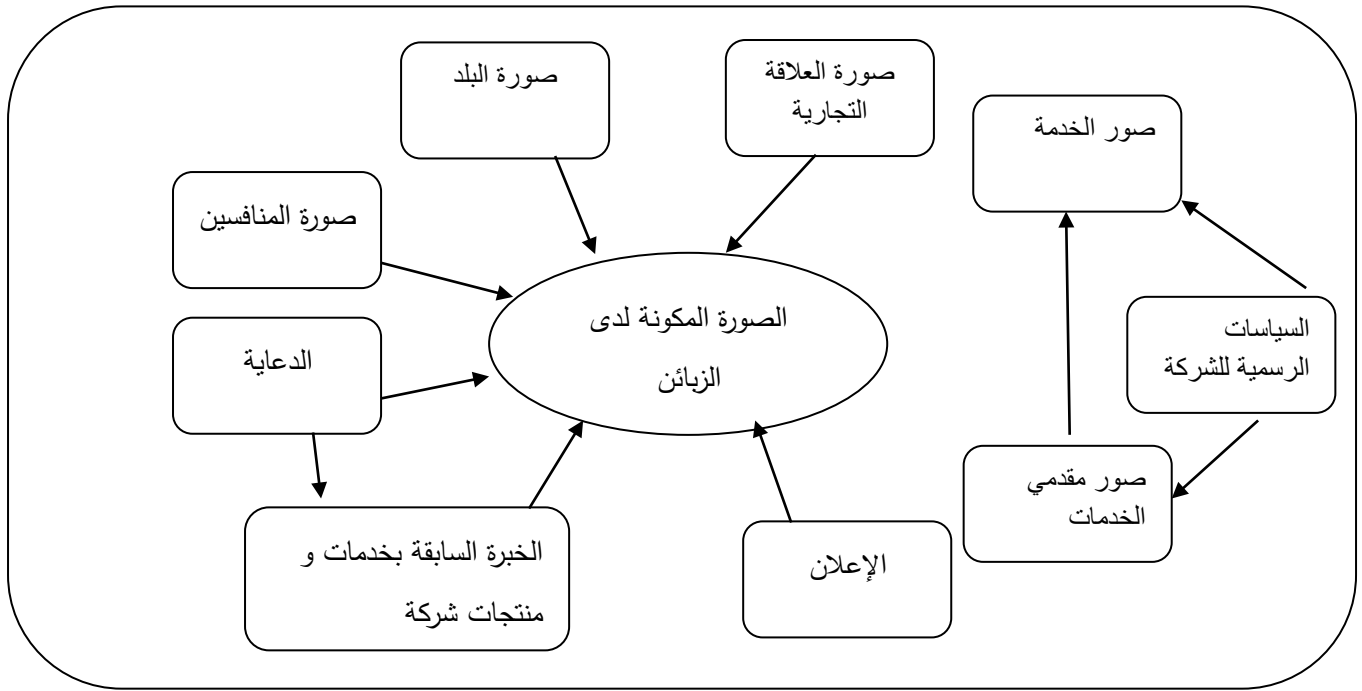 صورة البلد
صورة العلاقة
التجارية
صور الخدمة
صورة المنافسين
الصورة المكونة لدى
الزبائن
السياسات
الرسمية للشركة
الدعاية
صور مقدمي
الخدمات
الخبرة السابقة بخدمات و
منتجات شركة
الإعلان